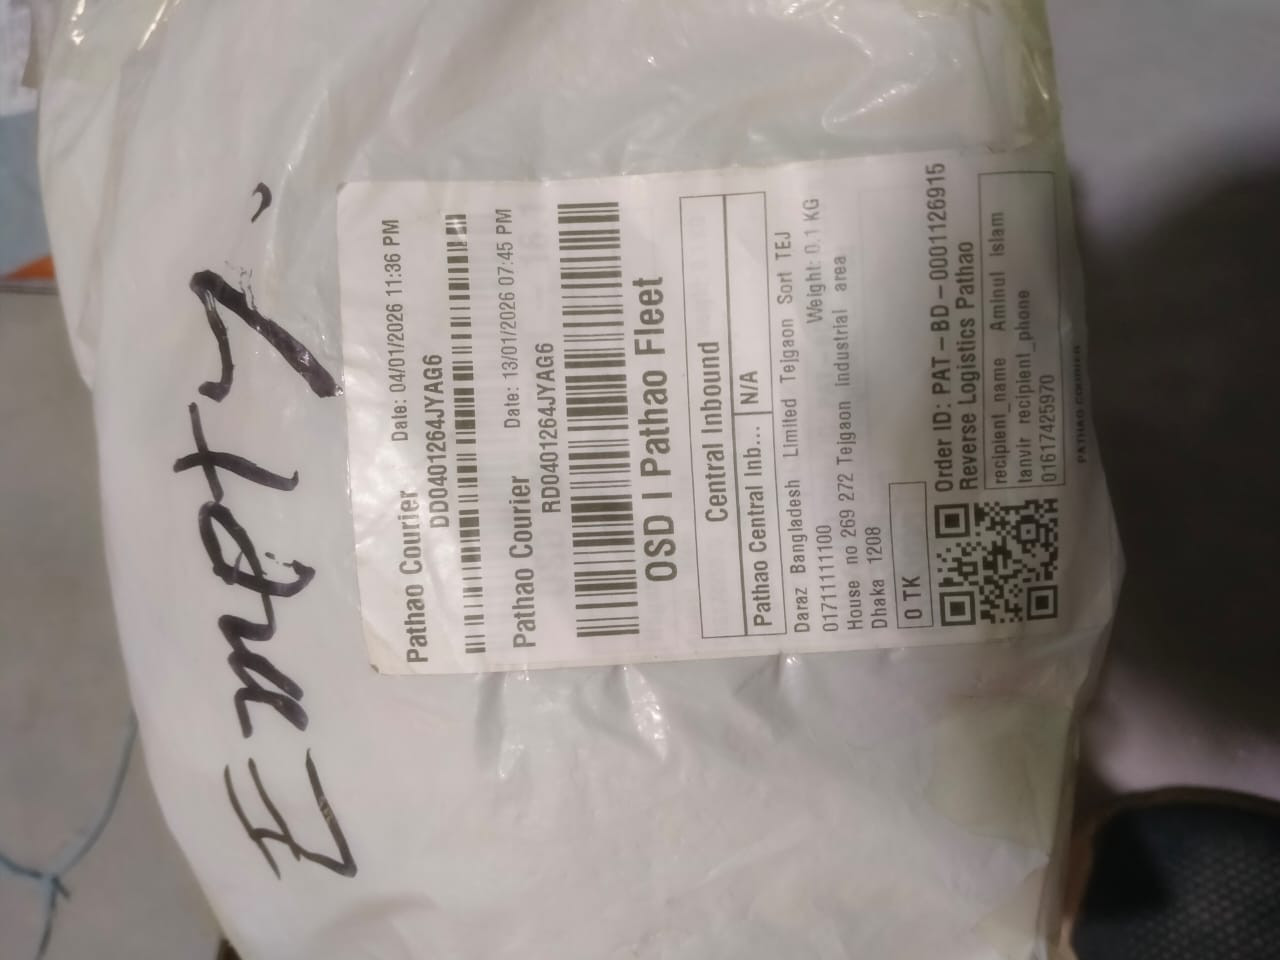 Empty
Pathao Courier Date: 04/01/2026 11:36 PM
DD0401264JYAG6
Pathao Courier Date: 13/01/2026 07:45 PM
RD0401264JYAG6
OSD | Pathao Fleet
Central Inbound
Pathao Central Inb... N/A
Daraz Bangladesh Limited Tejgaon Sort TEJ
01711111100 Weight: 0.1 KG
House no 269 272 Tejgaon Industrial area
Dhaka 1208
0 TK
Order ID: PAT-BD-0001126915
Reverse Logistics Pathao
recipient_name Aminul Islam
tanvir recipient_phone
01617425970
PATHAO COURIER